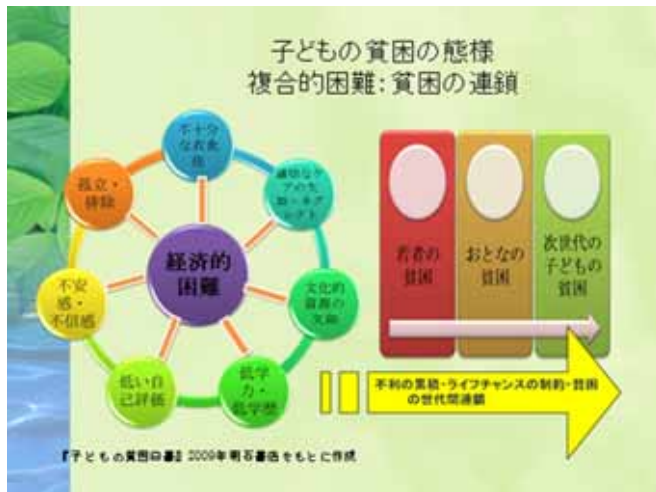 子どもの貧困の態様
複合的困難:貧困の連鎖
不十分
な衣食
住
適切なケ
アの欠
如・ネグ
レクト
文化的
資源の
欠如
低学
力・
低学歴
低い自
己評価
不安
感・
不信感
孤立・
排除
経済的
困難
若者の
貧困
おとなの
貧困
次世代の
子どもの
貧困
不利の累積・ライフチャンスの制約・貧困
の世代間連鎖
『子どもの貧困白書』2009年明石書店をもとに作成